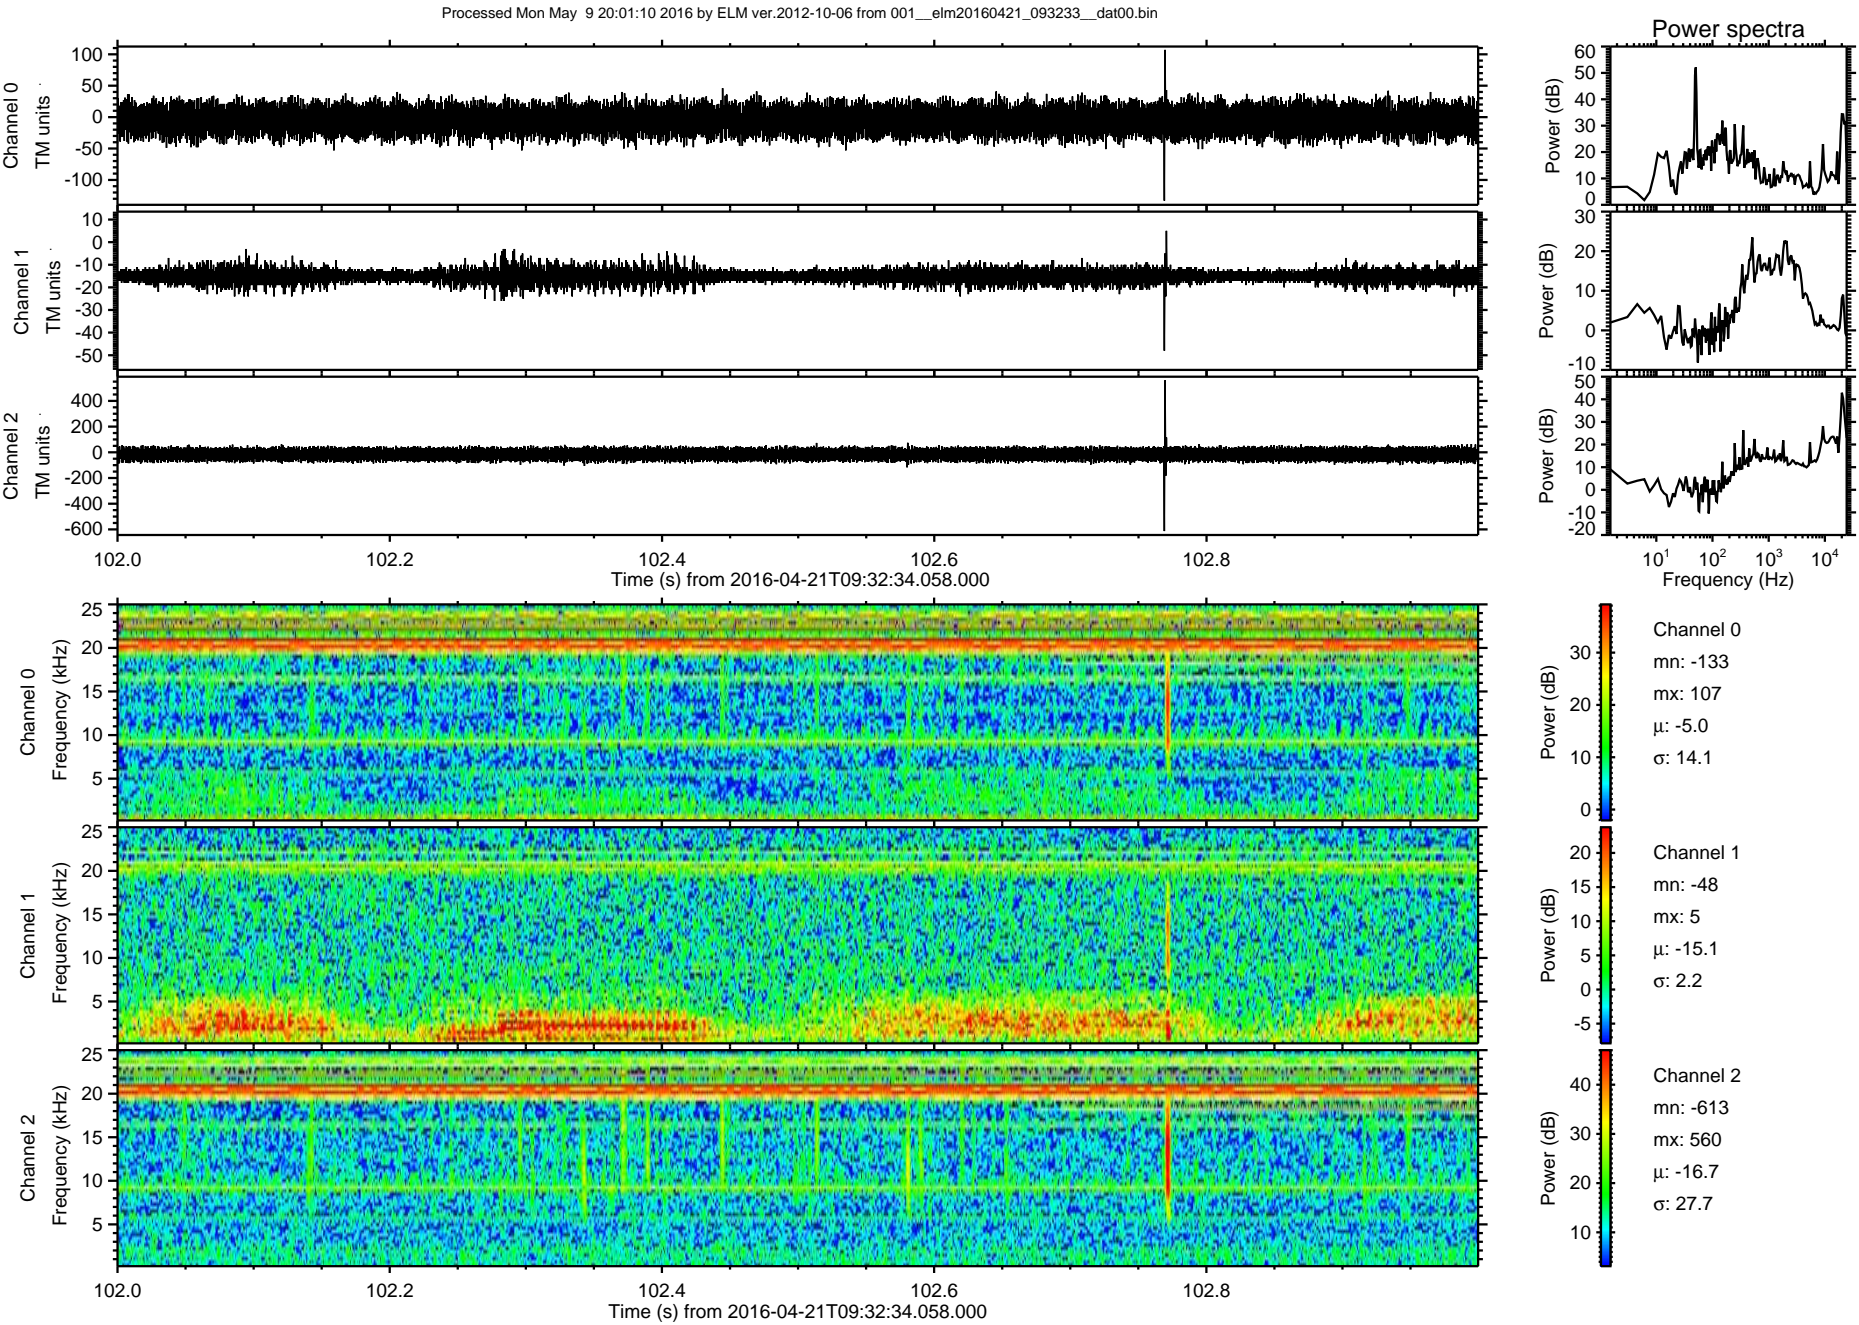 Processed Mon May  9 20:01:10 2016 by ELM ver.2012-10-06 from 001__elm20160421_093233__dat00.bin
Power spectra
Channel 0
TM units
100
50
0
-50
-100
Power (dB)
60
50
40
30
20
10
0
Channel 1
TM units
10
0
-10
-20
-30
-40
-50
Power (dB)
30
20
10
0
-10
Channel 2
TM units
400
200
0
-200
-400
-600
Power (dB)
50
40
30
20
10
0
-10
-20
102.0 102.2 102.4 102.6 102.8
Time (s) from 2016-04-21T09:32:34.058.000
10¹ 10² 10³ 10⁴
Frequency (Hz)
Channel 0
Frequency (kHz)
25
20
15
10
5
Power (dB)
30
20
10
0
Channel 0
mn: -133
mx: 107
μ: -5.0
σ: 14.1
Channel 1
Frequency (kHz)
25
20
15
10
5
Power (dB)
20
15
10
5
0
-5
Channel 1
mn: -48
mx: 5
μ: -15.1
σ: 2.2
Channel 2
Frequency (kHz)
25
20
15
10
5
Power (dB)
40
30
20
10
Channel 2
mn: -613
mx: 560
μ: -16.7
σ: 27.7
102.0 102.2 102.4 102.6 102.8
Time (s) from 2016-04-21T09:32:34.058.000